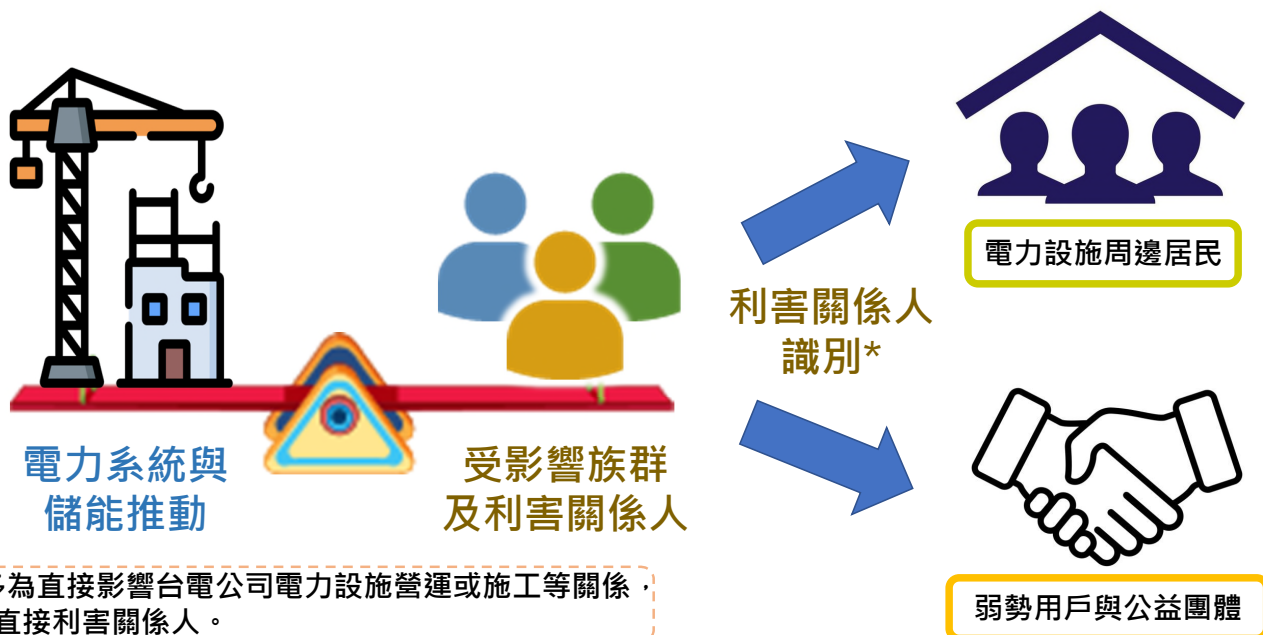 電力設施周邊居民
利害關係人
識別*
電力系統與
儲能推動
受影響族群
及利害關係人
為直接影響台電公司電力設施營運或施工等關係，
直接利害關係人。
弱勢用戶與公益團體